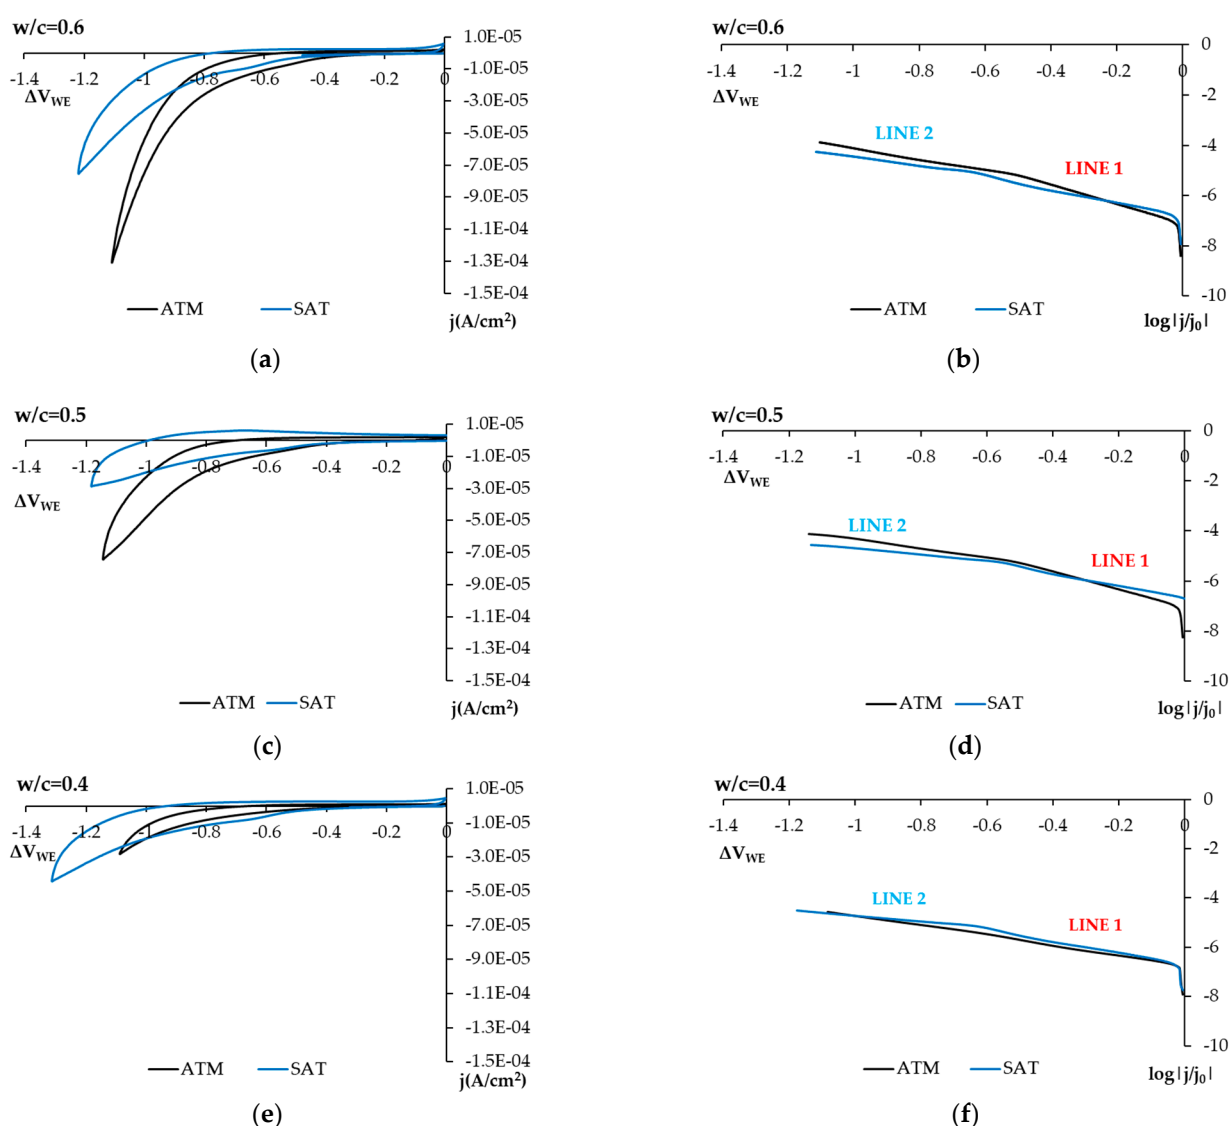 w/c=0.6
1.0E-05
-1.4 -1.2 -1 -0.8 -0.6 -0.4 -0.2 0
-1.0E-05
ΔV_WE
-3.0E-05
-5.0E-05
-7.0E-05
-9.0E-05
-1.1E-04
-1.3E-04
-1.5E-04
ATM SAT
j(A/cm²)
(a)
w/c=0.6
0
-1.4 -1.2 -1 -0.8 -0.6 -0.4 -0.2 0
ΔV_WE
-2
LINE 2
-4
LINE 1
-6
-8
-10
ATM SAT
log|j/j₀|
(b)
w/c=0.5
1.0E-05
-1.4 -1.2 -1 -0.8 -0.6 -0.4 -0.2 0
-1.0E-05
ΔV_WE
-3.0E-05
-5.0E-05
-7.0E-05
-9.0E-05
-1.1E-04
-1.3E-04
-1.5E-04
ATM SAT
j(A/cm²)
(c)
w/c=0.5
0
-1.4 -1.2 -1 -0.8 -0.6 -0.4 -0.2 0
ΔV_WE
-2
LINE 2
-4
LINE 1
-6
-8
-10
ATM SAT
log|j/j₀|
(d)
w/c=0.4
1.0E-05
-1.4 -1.2 -1 -0.8 -0.6 -0.4 -0.2 0
-1.0E-05
ΔV_WE
-3.0E-05
-5.0E-05
-7.0E-05
-9.0E-05
-1.1E-04
-1.3E-04
-1.5E-04
ATM SAT
j(A/cm²)
(e)
w/c=0.4
0
-1.4 -1.2 -1 -0.8 -0.6 -0.4 -0.2 0
ΔV_WE
-2
LINE 2
-4
LINE 1
-6
-8
-10
ATM SAT
log|j/j₀|
(f)